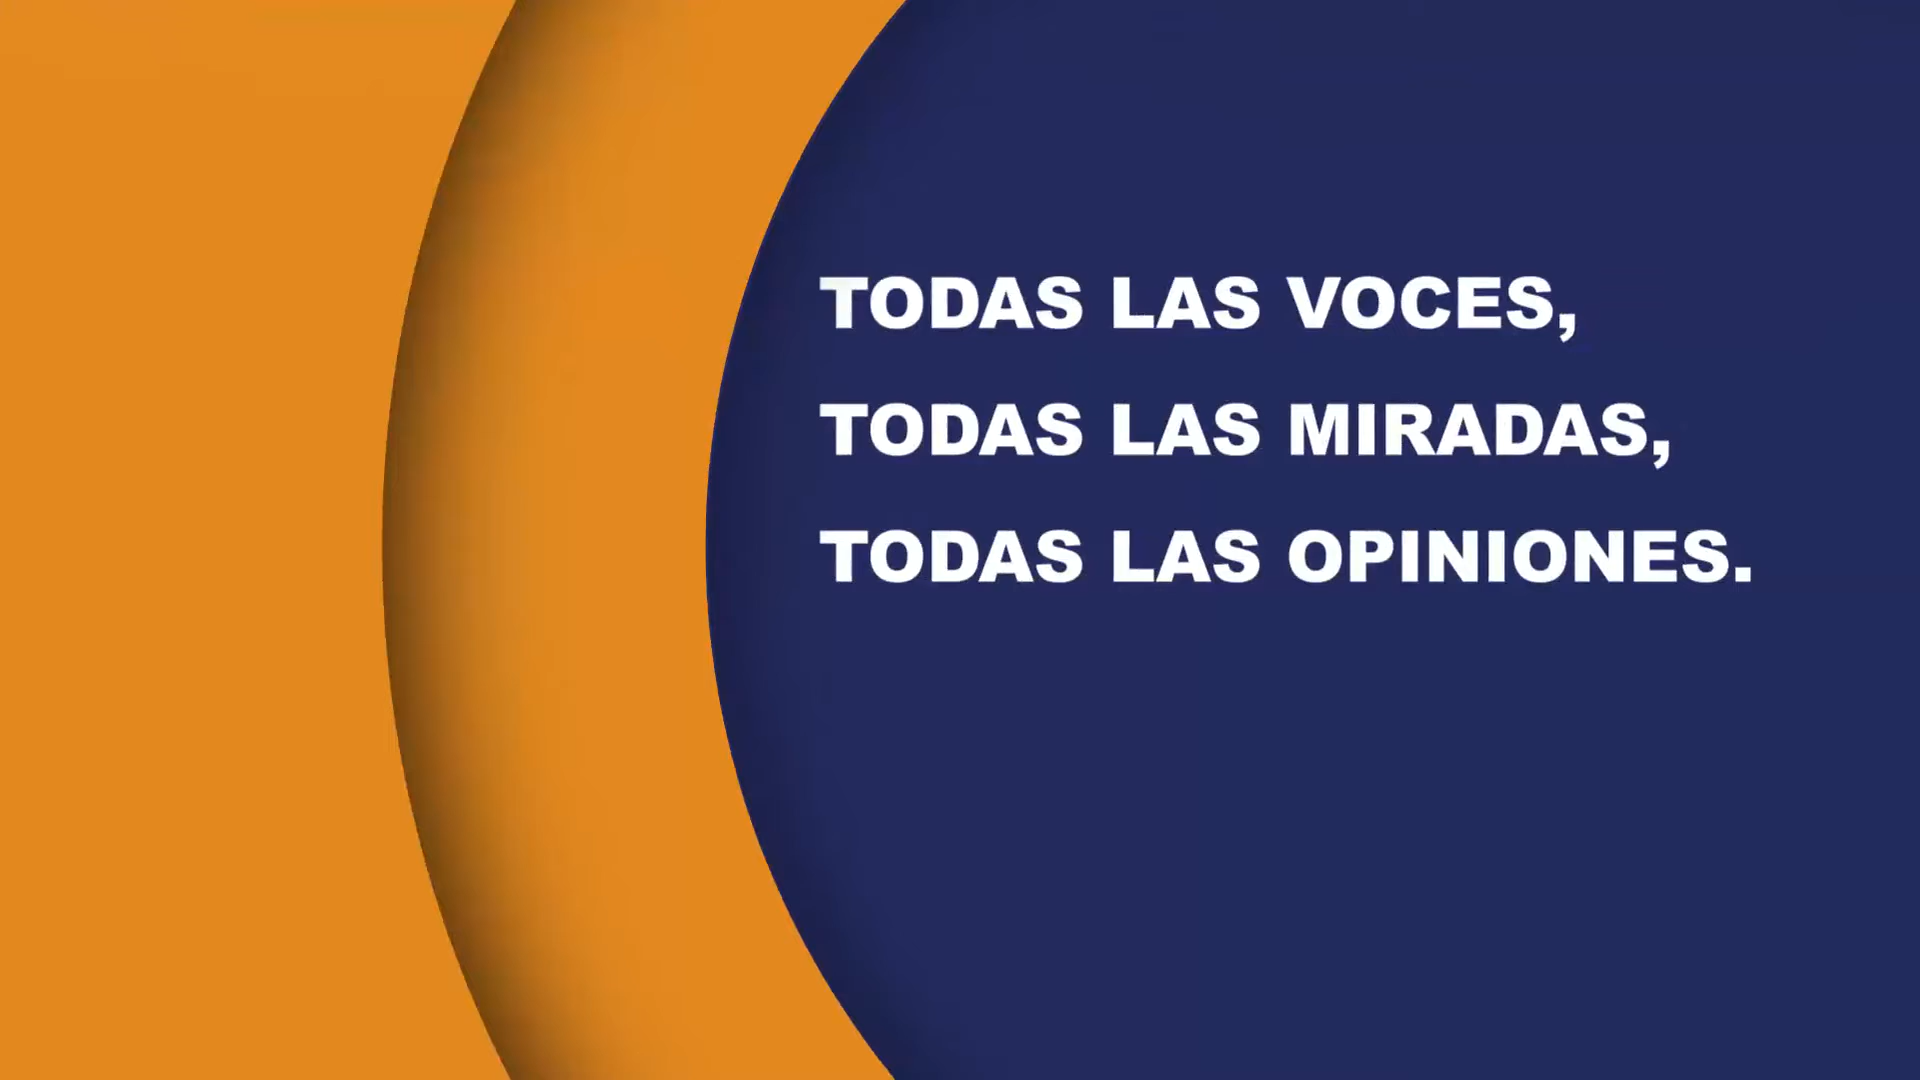 TODAS LAS VOCES,
TODAS LAS MIRADAS,
TODAS LAS OPINIONES.